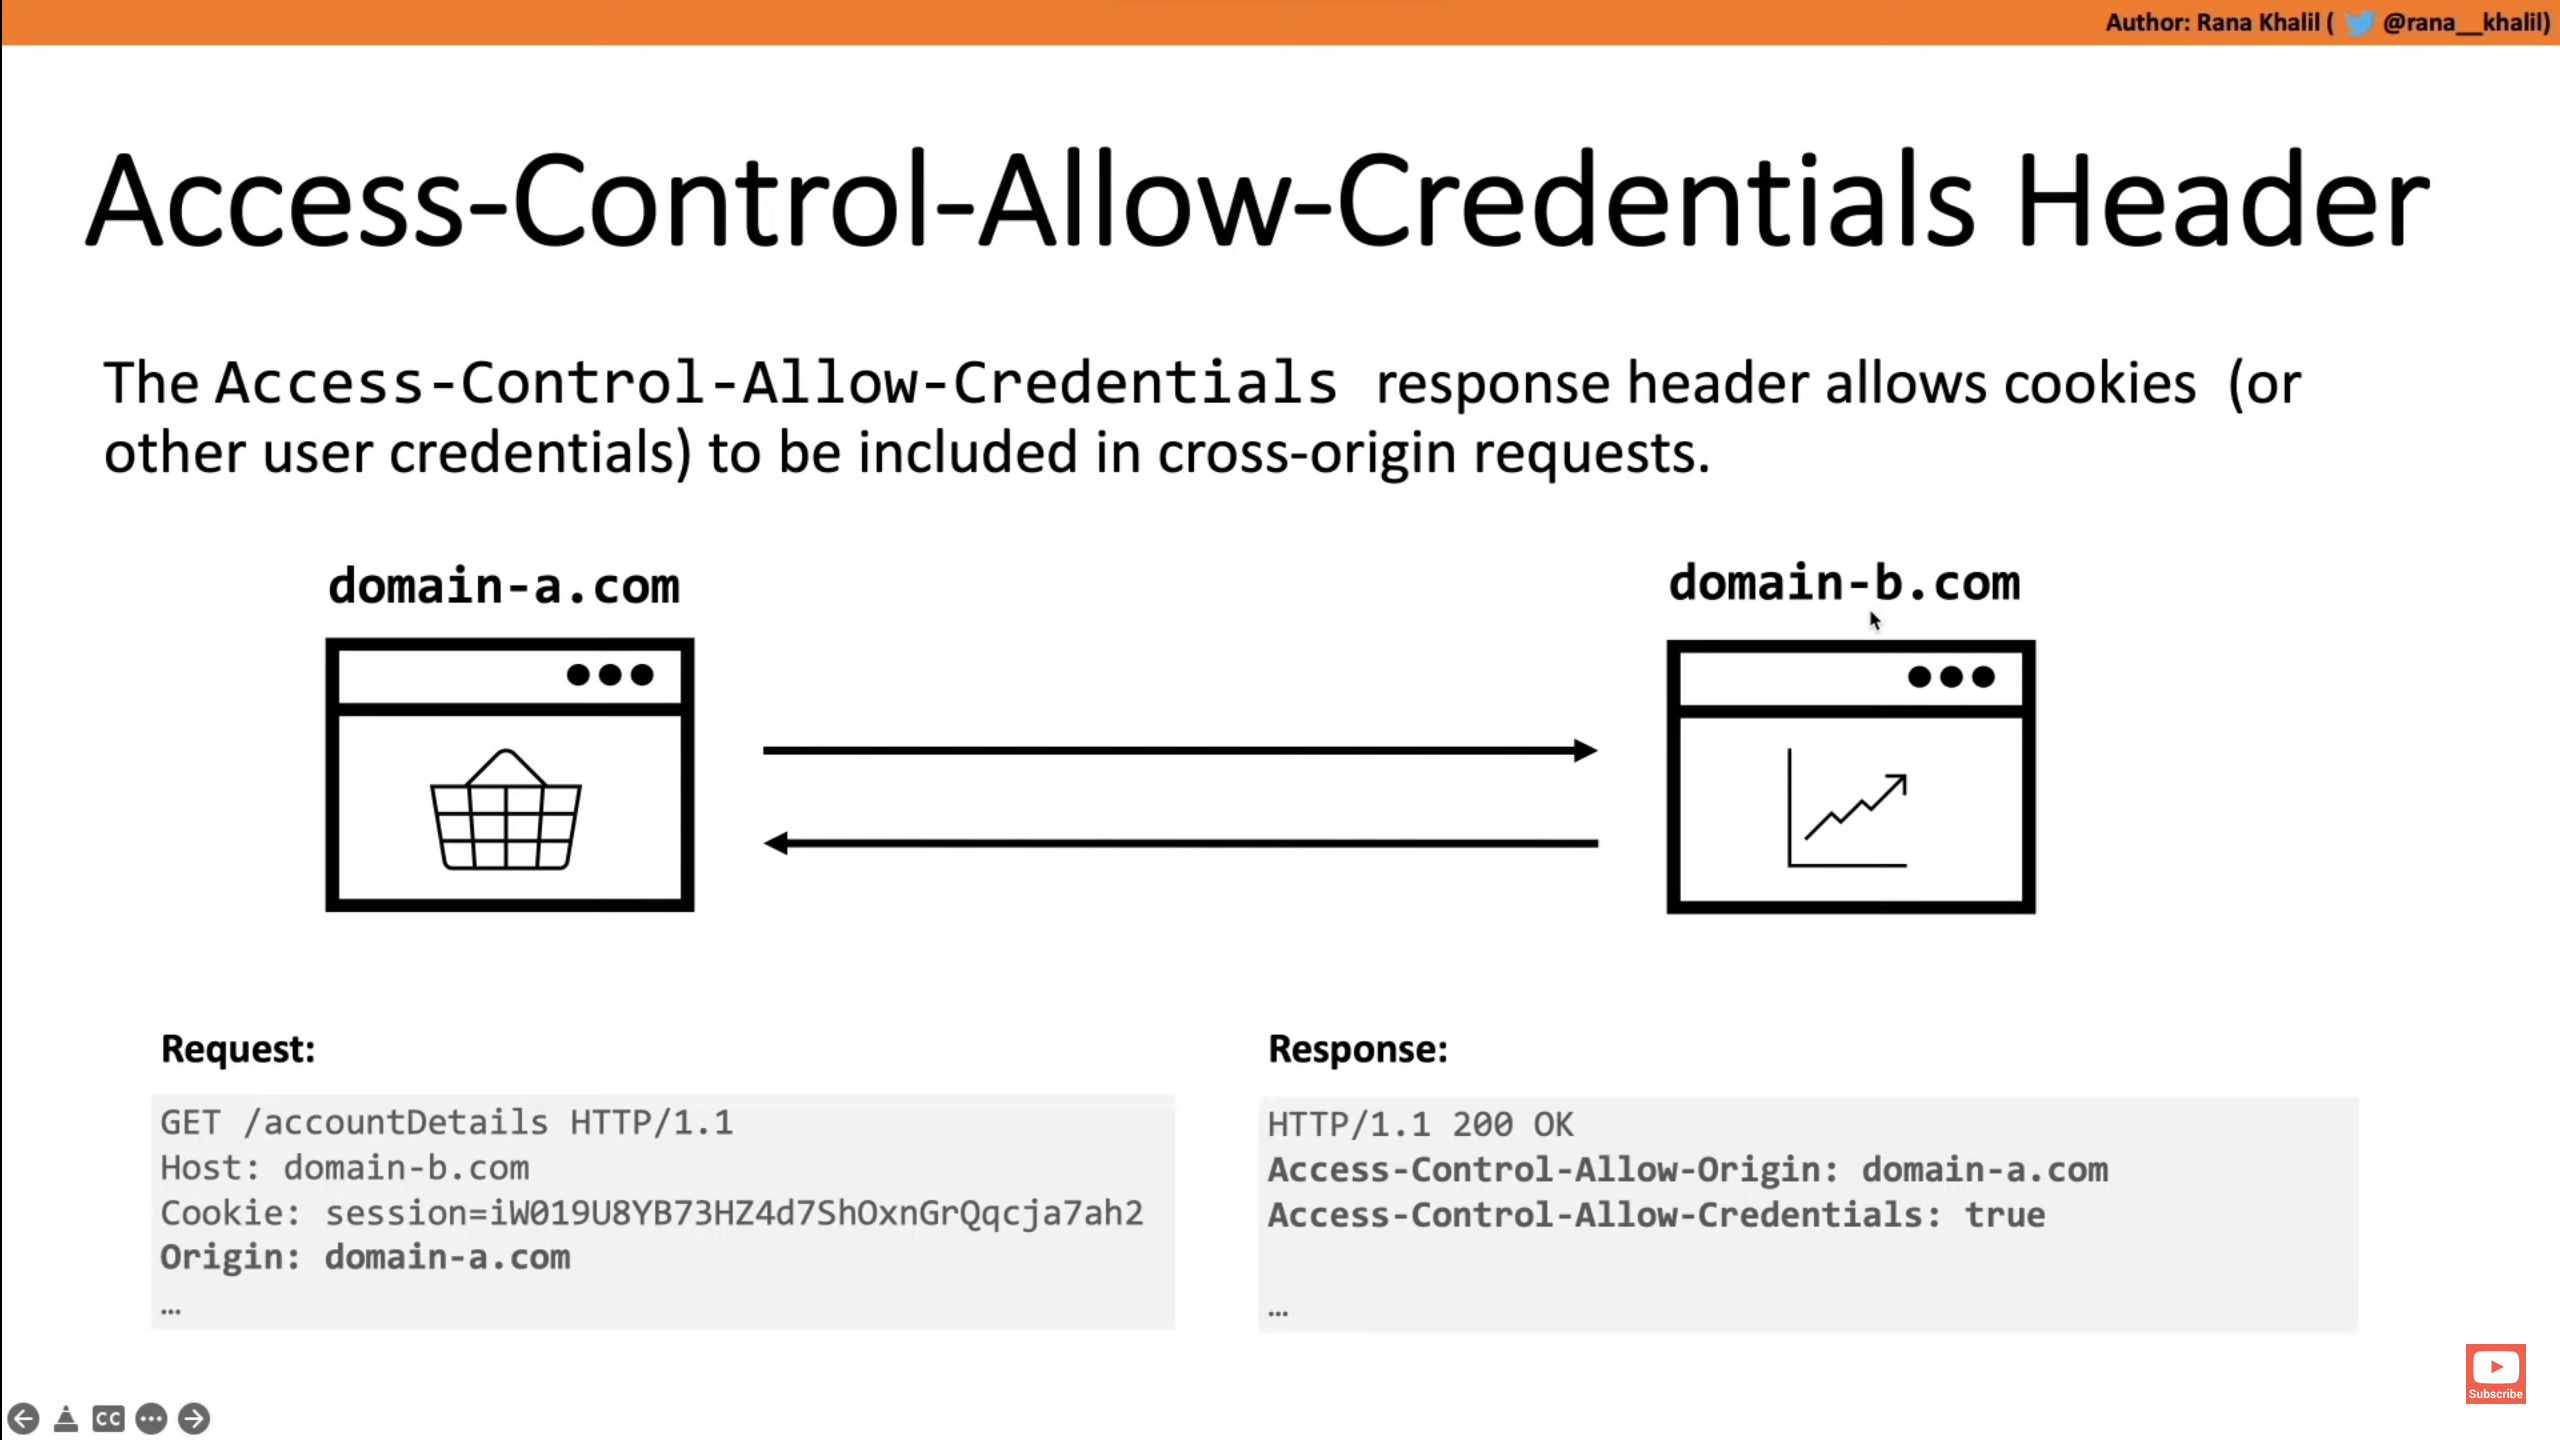 Author: Rana Khalil ( @rana__khalil)
Access-Control-Allow-Credentials Header
The Access-Control-Allow-Credentials response header allows cookies (or
other user credentials) to be included in cross-origin requests.
domain-a.com
domain-b.com
Request:
GET /accountDetails HTTP/1.1
Host: domain-b.com
Cookie: session=iW019U8YB73HZ4d7ShOxnGrQqcja7ah2
Origin: domain-a.com
…
Response:
HTTP/1.1 200 OK
Access-Control-Allow-Origin: domain-a.com
Access-Control-Allow-Credentials: true
…
Subscribe
CC